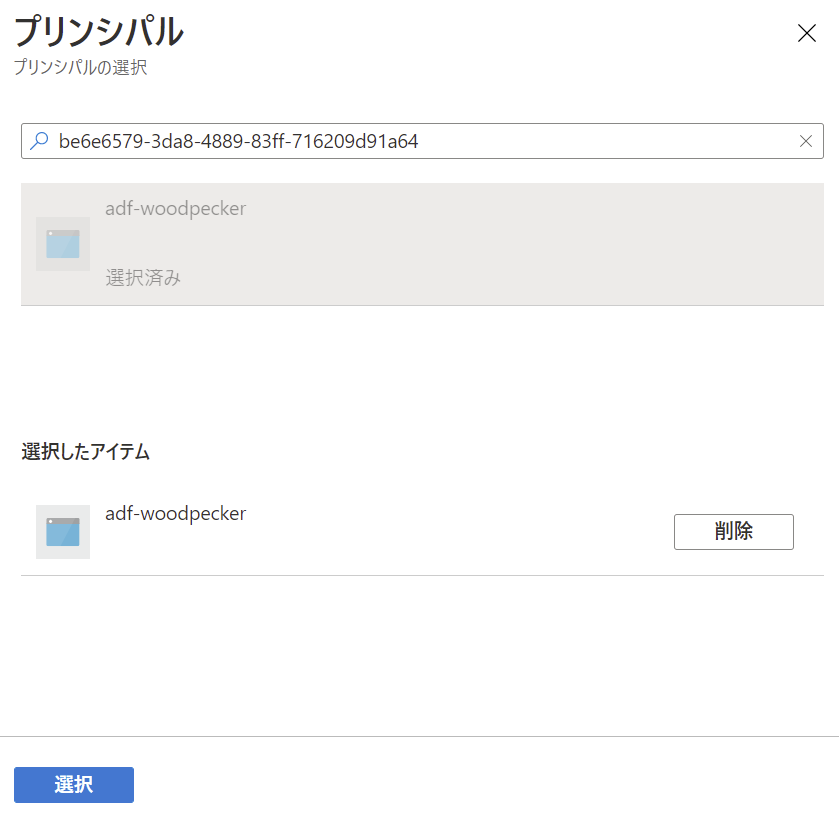 プリンシパル
プリンシパルの選択
be6e6579-3da8-4889-83ff-716209d91a64
adf-woodpecker
選択済み
選択したアイテム
adf-woodpecker
削除
選択